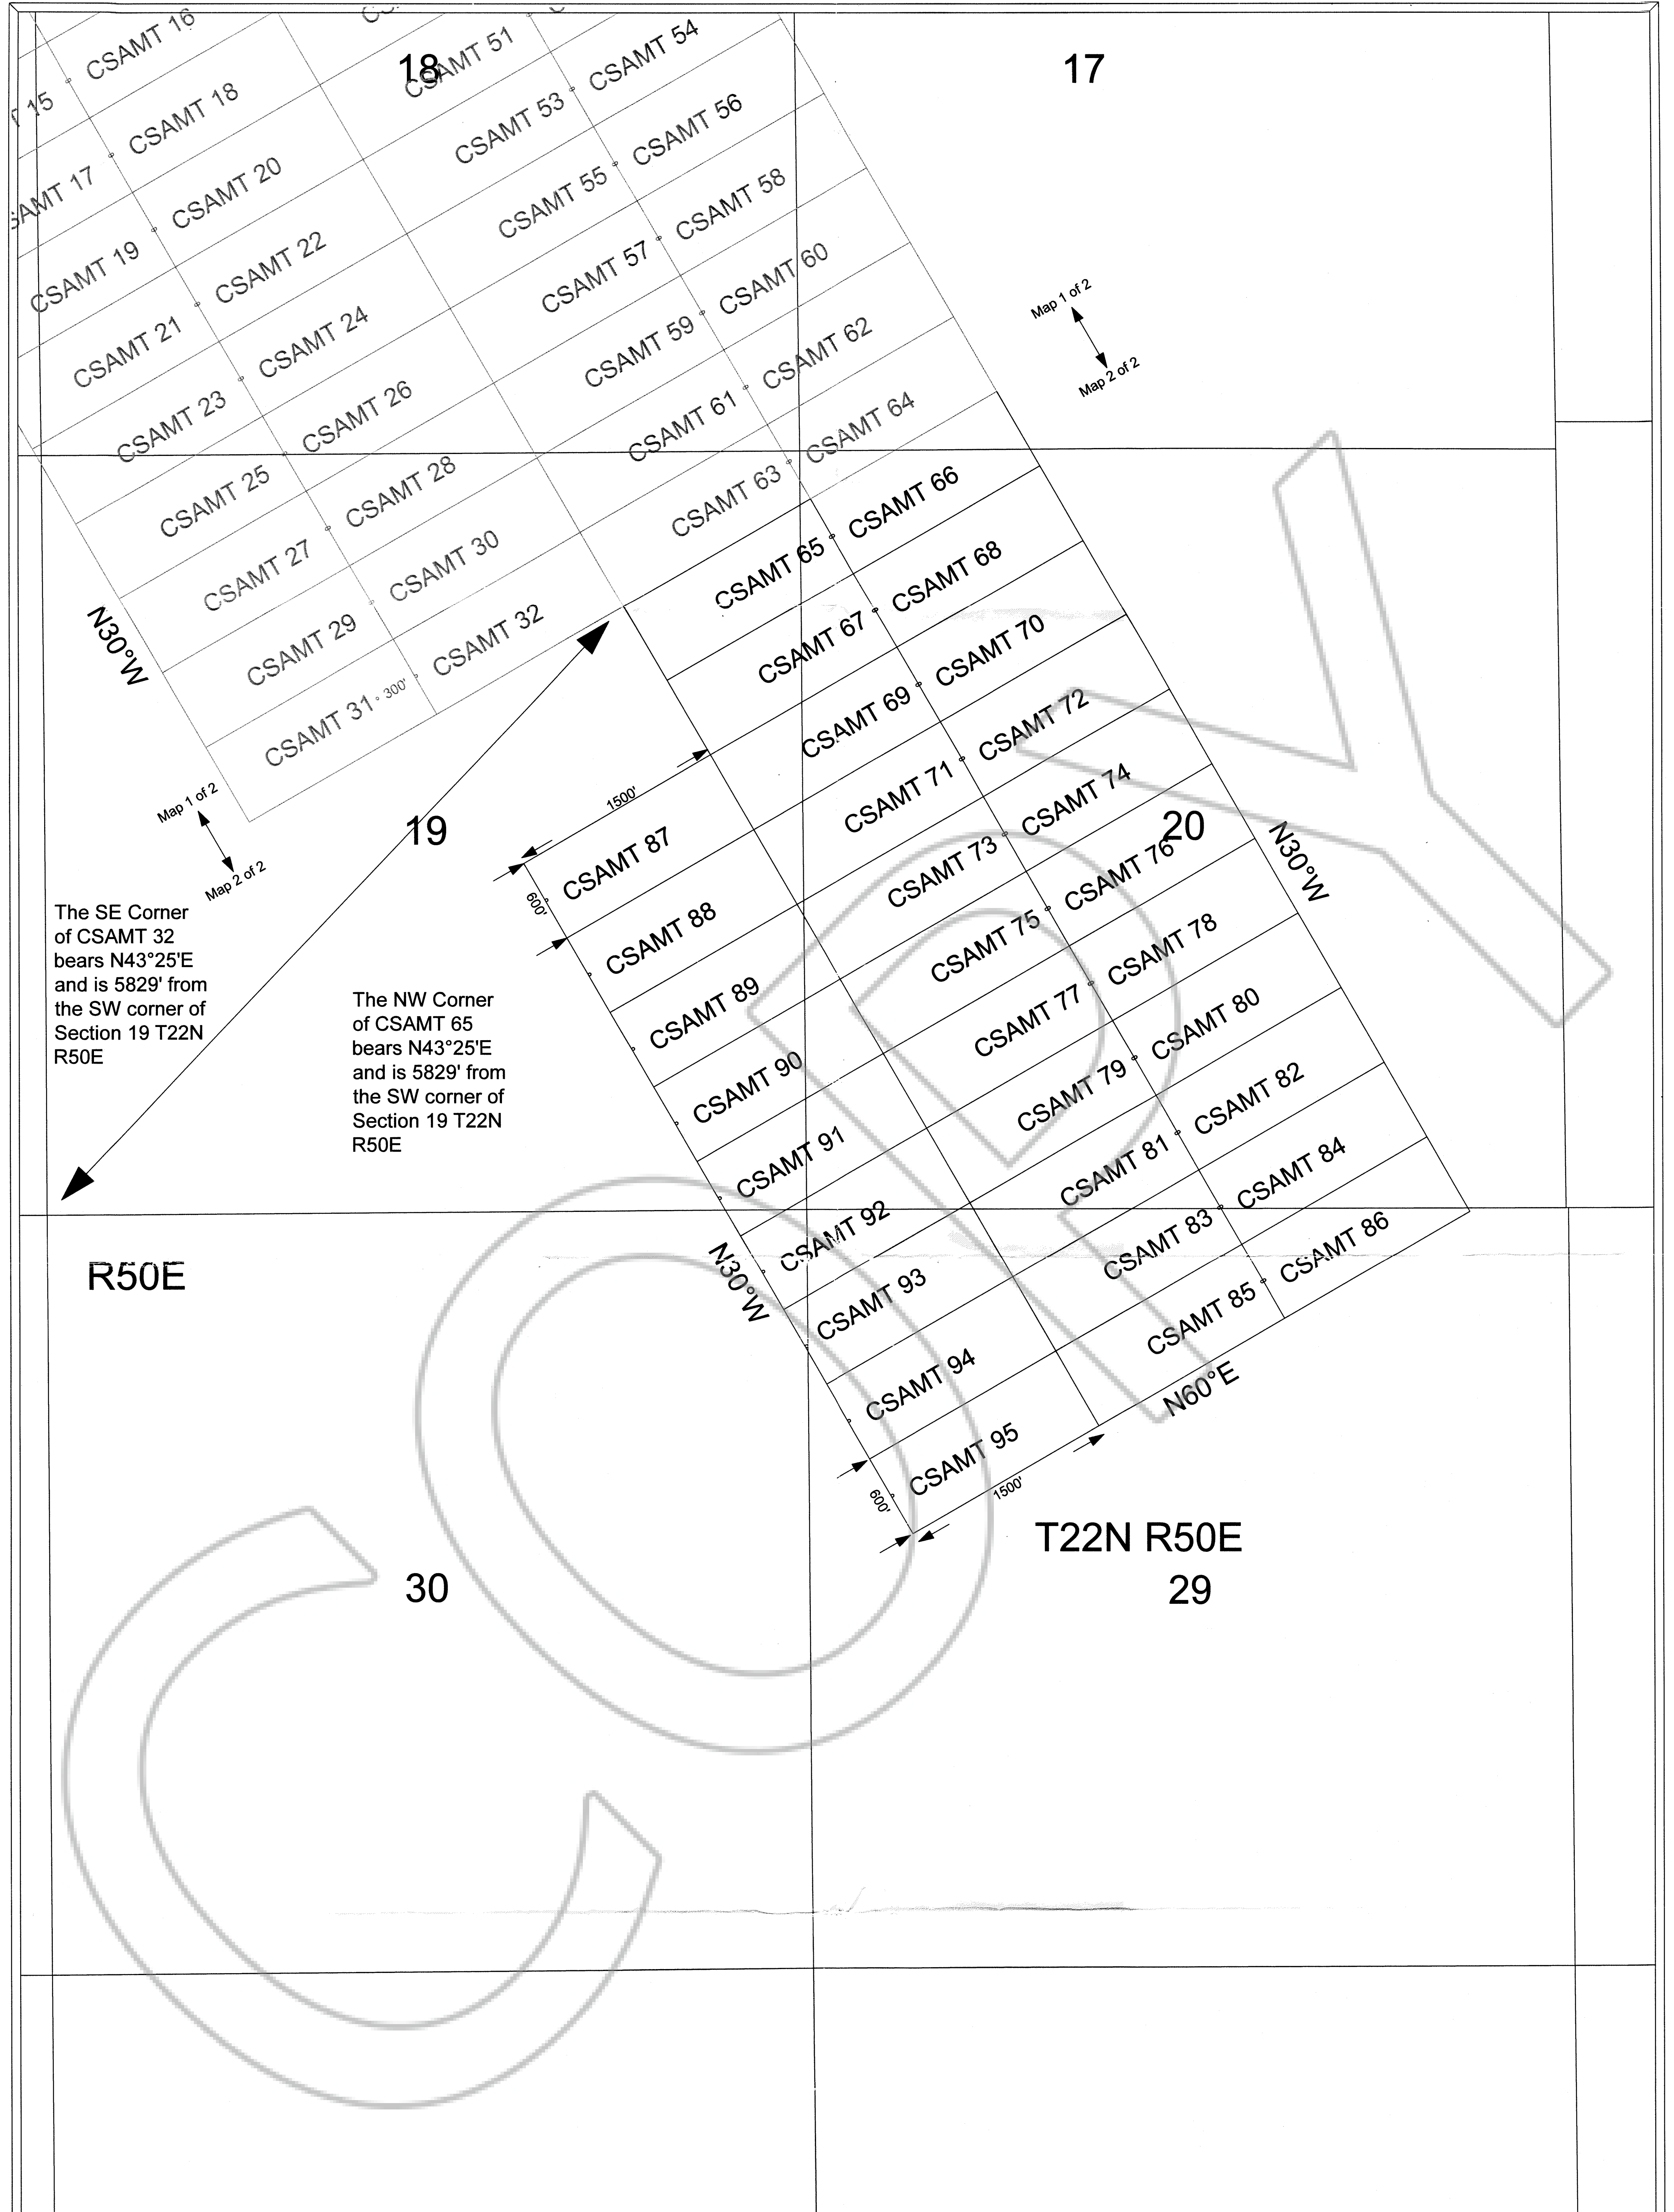 CSAMT 16
18
CSAMT 51
CSAMT 54
17
15
CSAMT 18
CSAMT 53
CSAMT 56
CSAMT 20
CSAMT 55
CSAMT 58
AMT 17
CSAMT 22
CSAMT 57
CSAMT 60
CSAMT 19
CSAMT 24
CSAMT 59
CSAMT 62
CSAMT 21
CSAMT 26
CSAMT 61
CSAMT 64
CSAMT 23
CSAMT 28
CSAMT 63
CSAMT 66
CSAMT 25
CSAMT 30
CSAMT 65
CSAMT 68
CSAMT 27
CSAMT 32
CSAMT 67
CSAMT 70
CSAMT 29
CSAMT 69
CSAMT 72
CSAMT 31
300'
CSAMT 71
CSAMT 74
Map 1 of 2
Map 2 of 2
N30°W
Map 1 of 2
Map 2 of 2
1500'
19
20
N30°W
CSAMT 87
600'
CSAMT 73
CSAMT 76
CSAMT 88
CSAMT 75
CSAMT 78
CSAMT 89
CSAMT 77
CSAMT 80
CSAMT 90
CSAMT 79
CSAMT 82
CSAMT 91
CSAMT 81
CSAMT 84
CSAMT 92
CSAMT 83
CSAMT 86
CSAMT 93
CSAMT 85
CSAMT 94
CSAMT 95
The SE Corner
of CSAMT 32
bears N43°25'E
and is 5829' from
the SW corner of
Section 19 T22N
R50E
The NW Corner
of CSAMT 65
bears N43°25'E
and is 5829' from
the SW corner of
Section 19 T22N
R50E
R50E
N30°W
N60°E
600'
1500'
T22N R50E
30
29
COPY